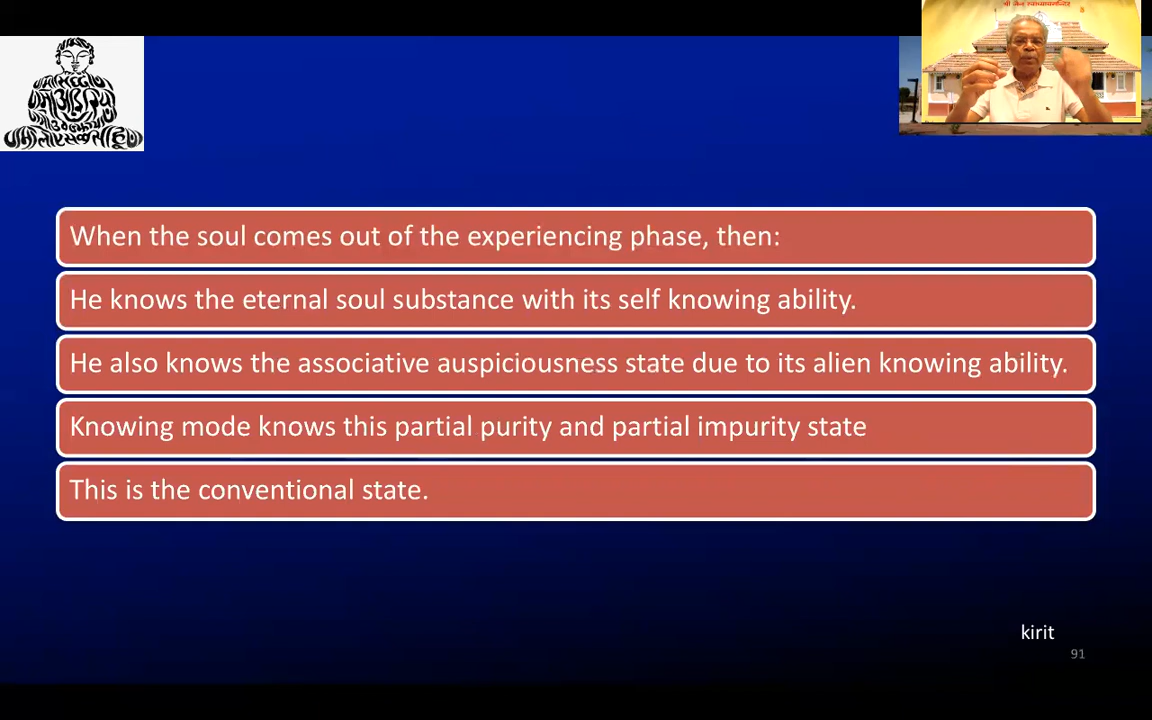 श्री जैन स्वाध्यायमन्दिर
When the soul comes out of the experiencing phase, then:
He knows the eternal soul substance with its self knowing ability.
He also knows the associative auspiciousness state due to its alien knowing ability.
Knowing mode knows this partial purity and partial impurity state
This is the conventional state.
kirit
91